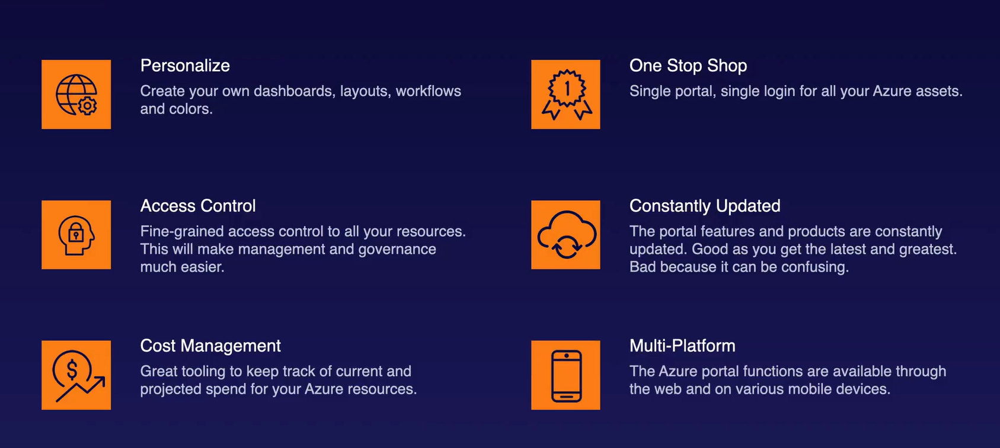 Personalize
Create your own dashboards, layouts, workflows
and colors.
One Stop Shop
Single portal, single login for all your Azure assets.
1
Access Control
Fine-grained access control to all your resources.
This will make management and governance
much easier.
Constantly Updated
The portal features and products are constantly
updated. Good as you get the latest and greatest.
Bad because it can be confusing.
Cost Management
Great tooling to keep track of current and
projected spend for your Azure resources.
$
Multi-Platform
The Azure portal functions are available through
the web and on various mobile devices.